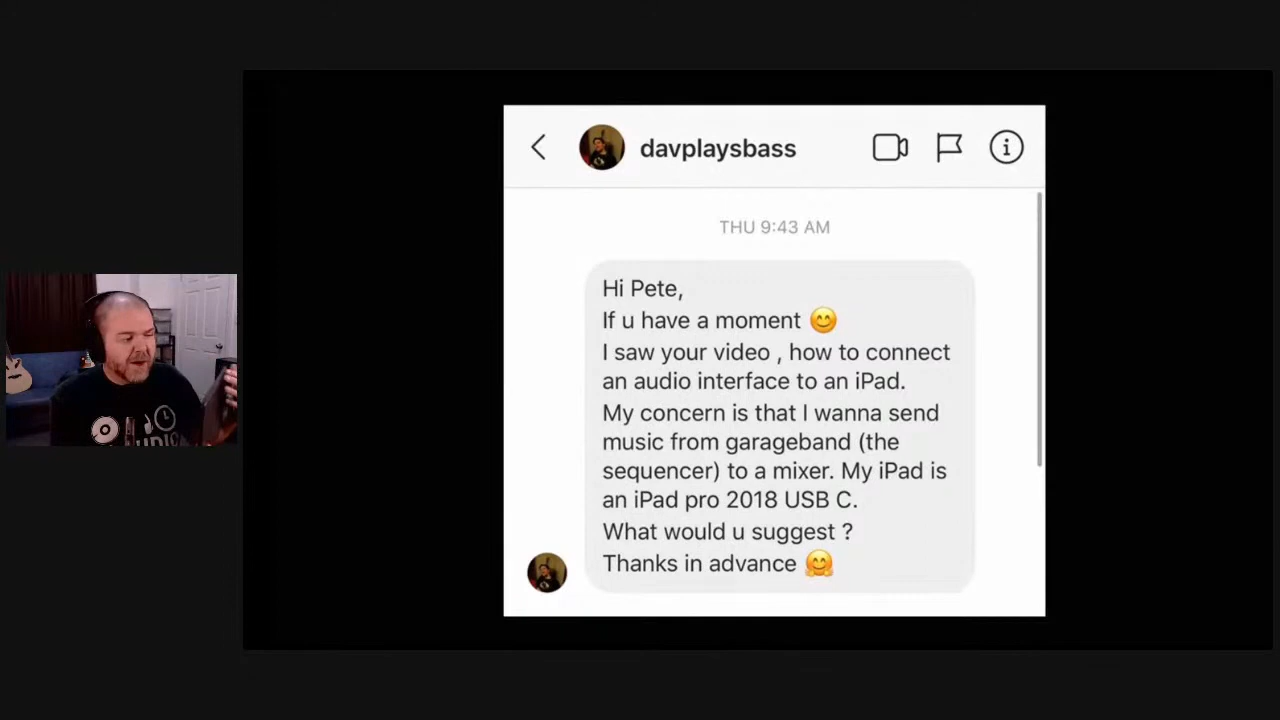 davplaysbass
THU 9:43 AM
Hi Pete,
If u have a moment 😊
I saw your video , how to connect
an audio interface to an iPad.
My concern is that I wanna send
music from garageband (the
sequencer) to a mixer. My iPad is
an iPad pro 2018 USB C.
What would u suggest ?
Thanks in advance 🤗